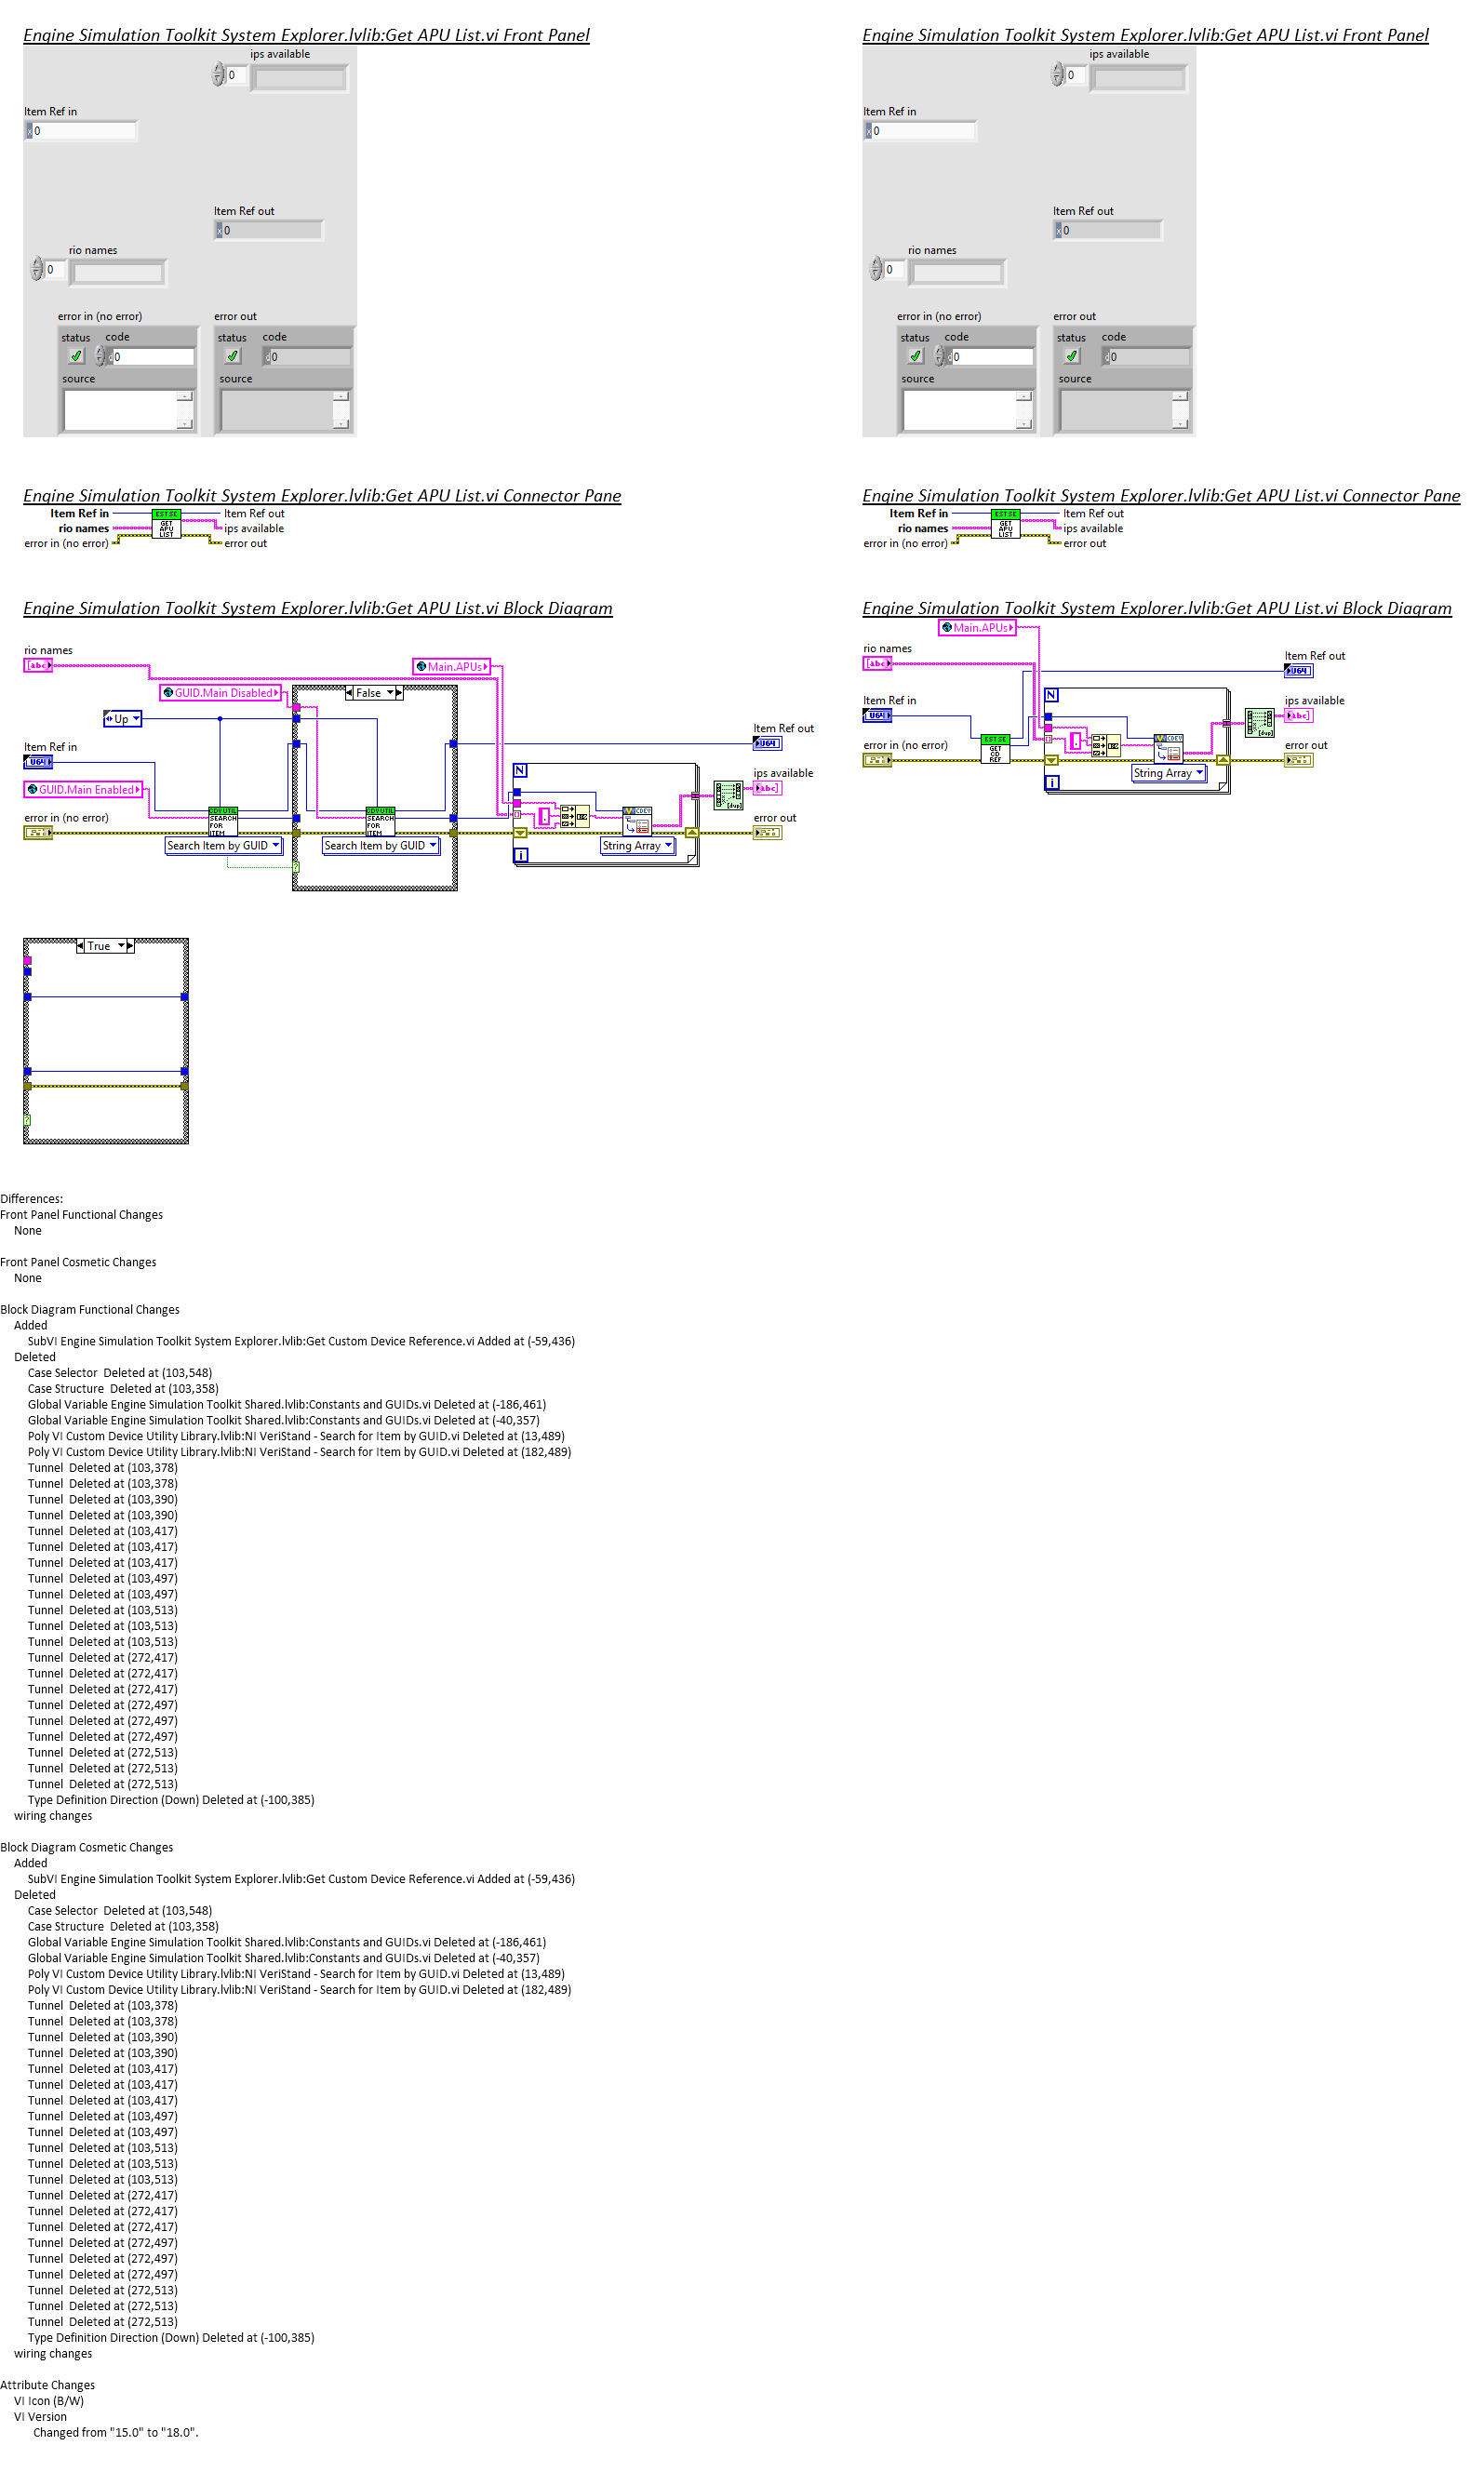 Engine Simulation Toolkit System Explorer.lvlib:Get APU List.vi Front Panel
ips available
0
Item Ref in
x 0
Item Ref out
x 0
rio names
0
error in (no error)
error out
status code
d 0
status code
d 0
source
source
Engine Simulation Toolkit System Explorer.lvlib:Get APU List.vi Front Panel
ips available
0
Item Ref in
x 0
Item Ref out
x 0
rio names
0
error in (no error)
error out
status code
d 0
status code
d 0
source
source
Engine Simulation Toolkit System Explorer.lvlib:Get APU List.vi Connector Pane
Item Ref in
rio names
error in (no error)
ESTSE
GET
APU
LIST
Item Ref out
ips available
error out
Engine Simulation Toolkit System Explorer.lvlib:Get APU List.vi Connector Pane
Item Ref in
rio names
error in (no error)
ESTSE
GET
APU
LIST
Item Ref out
ips available
error out
Engine Simulation Toolkit System Explorer.lvlib:Get APU List.vi Block Diagram
rio names
[abc]
Main.APUs
GUID.Main Disabled
False
Up
Item Ref in
U64
GUID.Main Enabled
error in (no error)
SEARCH
FOR
ITEM
Search Item by GUID
SEARCH
FOR
ITEM
Search Item by GUID
?
N
i
String Array
[dup]
Item Ref out
U64
ips available
[abc]
error out
True
?
Engine Simulation Toolkit System Explorer.lvlib:Get APU List.vi Block Diagram
Main.APUs
rio names
[abc]
Item Ref in
U64
error in (no error)
ESTSE
GET
CD
REF
N
i
String Array
[dup]
Item Ref out
U64
ips available
[abc]
error out
Differences:
Front Panel Functional Changes
None
Front Panel Cosmetic Changes
None
Block Diagram Functional Changes
Added
SubVI Engine Simulation Toolkit System Explorer.lvlib:Get Custom Device Reference.vi Added at (-59,436)
Deleted
Case Selector  Deleted at (103,548)
Case Structure  Deleted at (103,358)
Global Variable Engine Simulation Toolkit Shared.lvlib:Constants and GUIDs.vi Deleted at (-186,461)
Global Variable Engine Simulation Toolkit Shared.lvlib:Constants and GUIDs.vi Deleted at (-40,357)
Poly VI Custom Device Utility Library.lvlib:NI VeriStand - Search for Item by GUID.vi Deleted at (13,489)
Poly VI Custom Device Utility Library.lvlib:NI VeriStand - Search for Item by GUID.vi Deleted at (182,489)
Tunnel  Deleted at (103,378)
Tunnel  Deleted at (103,378)
Tunnel  Deleted at (103,390)
Tunnel  Deleted at (103,390)
Tunnel  Deleted at (103,417)
Tunnel  Deleted at (103,417)
Tunnel  Deleted at (103,417)
Tunnel  Deleted at (103,497)
Tunnel  Deleted at (103,497)
Tunnel  Deleted at (103,513)
Tunnel  Deleted at (103,513)
Tunnel  Deleted at (103,513)
Tunnel  Deleted at (272,417)
Tunnel  Deleted at (272,417)
Tunnel  Deleted at (272,417)
Tunnel  Deleted at (272,497)
Tunnel  Deleted at (272,497)
Tunnel  Deleted at (272,497)
Tunnel  Deleted at (272,513)
Tunnel  Deleted at (272,513)
Tunnel  Deleted at (272,513)
Type Definition Direction (Down) Deleted at (-100,385)
wiring changes
Block Diagram Cosmetic Changes
Added
SubVI Engine Simulation Toolkit System Explorer.lvlib:Get Custom Device Reference.vi Added at (-59,436)
Deleted
Case Selector  Deleted at (103,548)
Case Structure  Deleted at (103,358)
Global Variable Engine Simulation Toolkit Shared.lvlib:Constants and GUIDs.vi Deleted at (-186,461)
Global Variable Engine Simulation Toolkit Shared.lvlib:Constants and GUIDs.vi Deleted at (-40,357)
Poly VI Custom Device Utility Library.lvlib:NI VeriStand - Search for Item by GUID.vi Deleted at (13,489)
Poly VI Custom Device Utility Library.lvlib:NI VeriStand - Search for Item by GUID.vi Deleted at (182,489)
Tunnel  Deleted at (103,378)
Tunnel  Deleted at (103,378)
Tunnel  Deleted at (103,390)
Tunnel  Deleted at (103,390)
Tunnel  Deleted at (103,417)
Tunnel  Deleted at (103,417)
Tunnel  Deleted at (103,417)
Tunnel  Deleted at (103,497)
Tunnel  Deleted at (103,497)
Tunnel  Deleted at (103,513)
Tunnel  Deleted at (103,513)
Tunnel  Deleted at (103,513)
Tunnel  Deleted at (272,417)
Tunnel  Deleted at (272,417)
Tunnel  Deleted at (272,417)
Tunnel  Deleted at (272,497)
Tunnel  Deleted at (272,497)
Tunnel  Deleted at (272,497)
Tunnel  Deleted at (272,513)
Tunnel  Deleted at (272,513)
Tunnel  Deleted at (272,513)
Type Definition Direction (Down) Deleted at (-100,385)
wiring changes
Attribute Changes
VI Icon (B/W)
VI Version
Changed from "15.0" to "18.0".